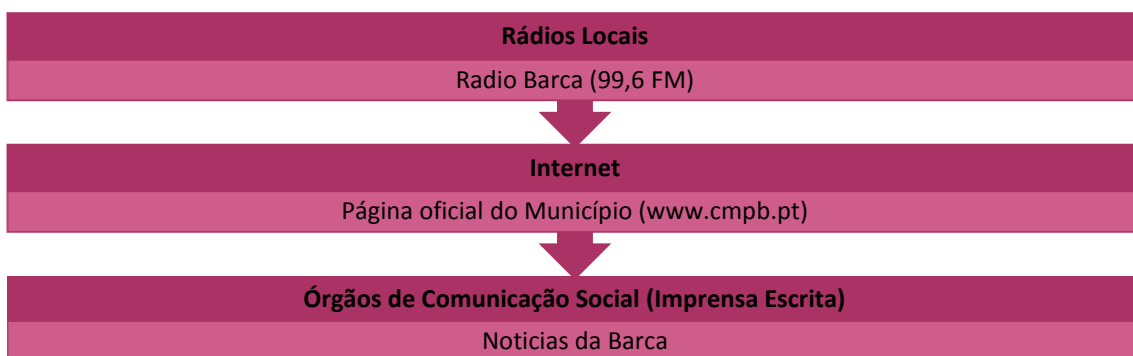 Rádios Locais
Radio Barca (99,6 FM)
Internet
Página oficial do Município (www.cmpb.pt)
Órgãos de Comunicação Social (Imprensa Escrita)
Noticias da Barca